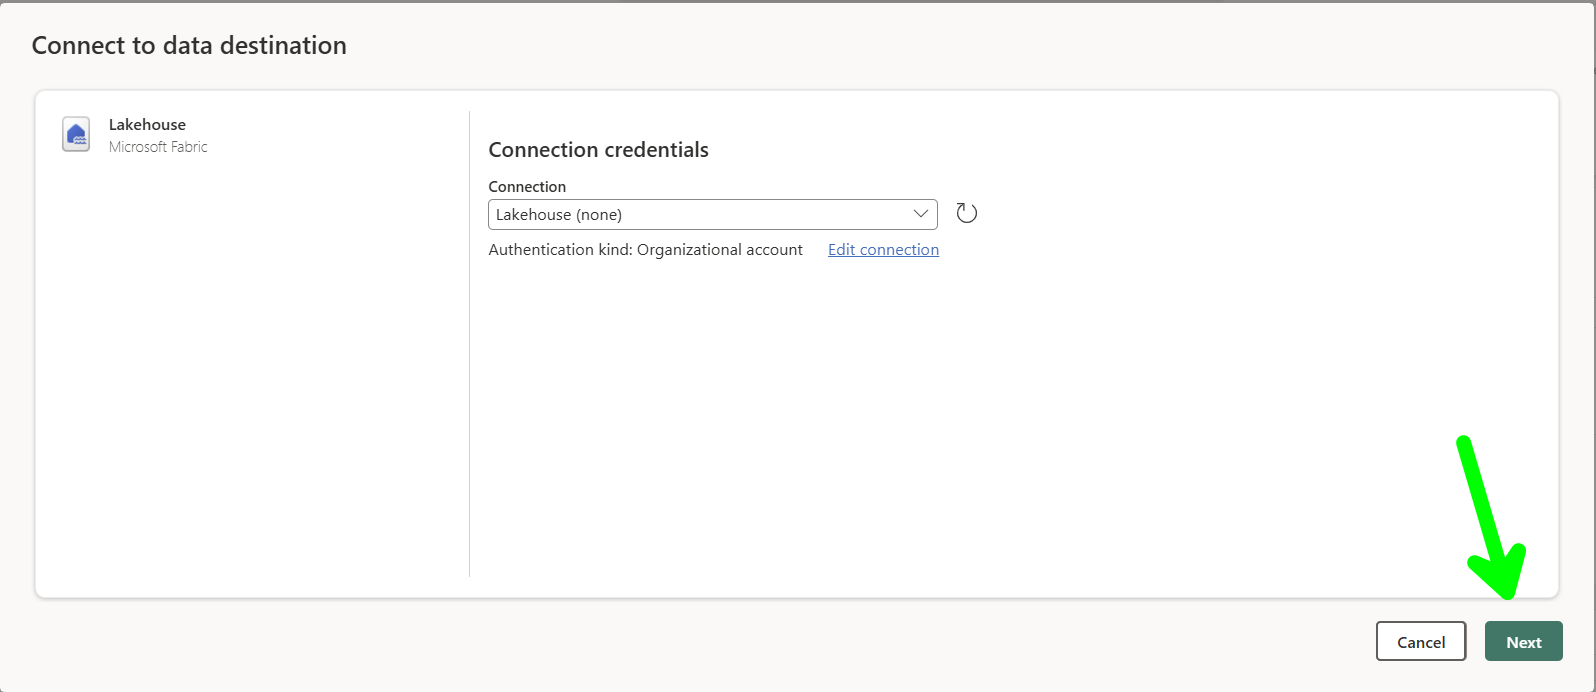 Connect to data destination
Lakehouse
Microsoft Fabric
Connection credentials
Connection
Lakehouse (none)
Authentication kind: Organizational account Edit connection
Cancel Next